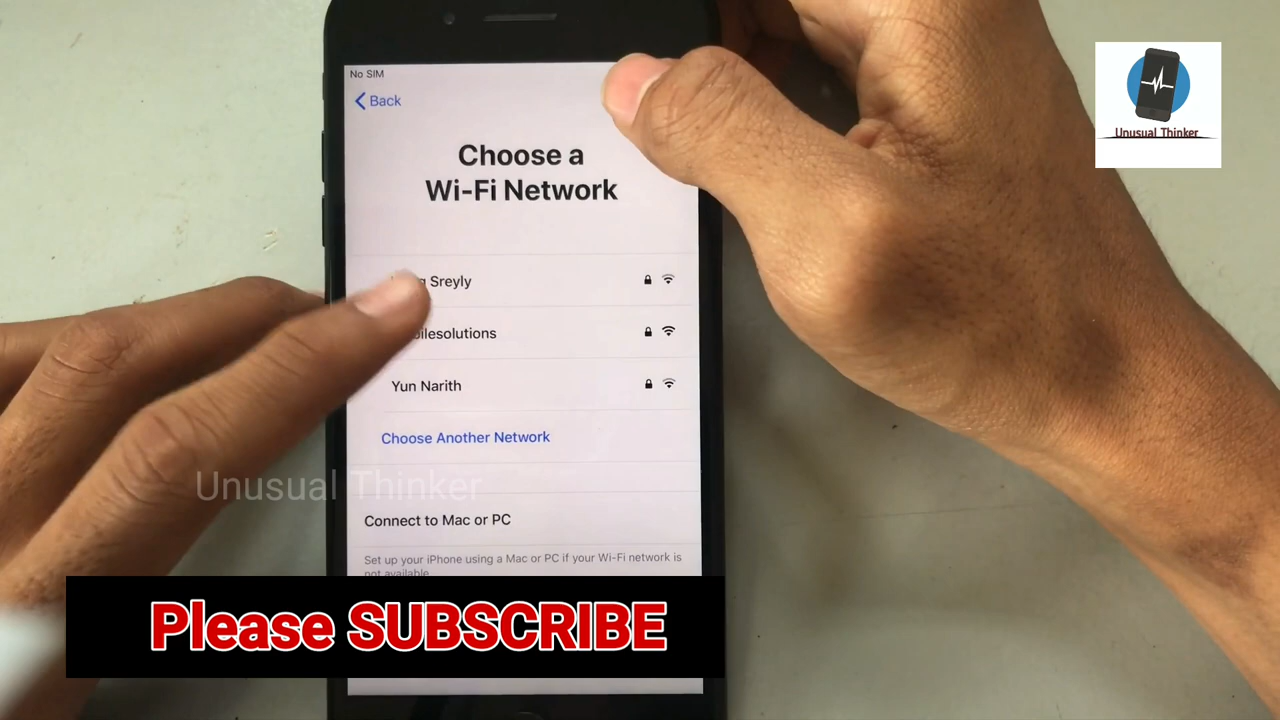 No SIM
Back
Choose a
Wi-Fi Network
Sreyly
Yun Narith
Choose Another Network
Connect to Mac or PC
Set up your iPhone using a Mac or PC if your Wi-Fi network is
not available
Unusual Thinker
Unusual Thinker
Please SUBSCRIBE